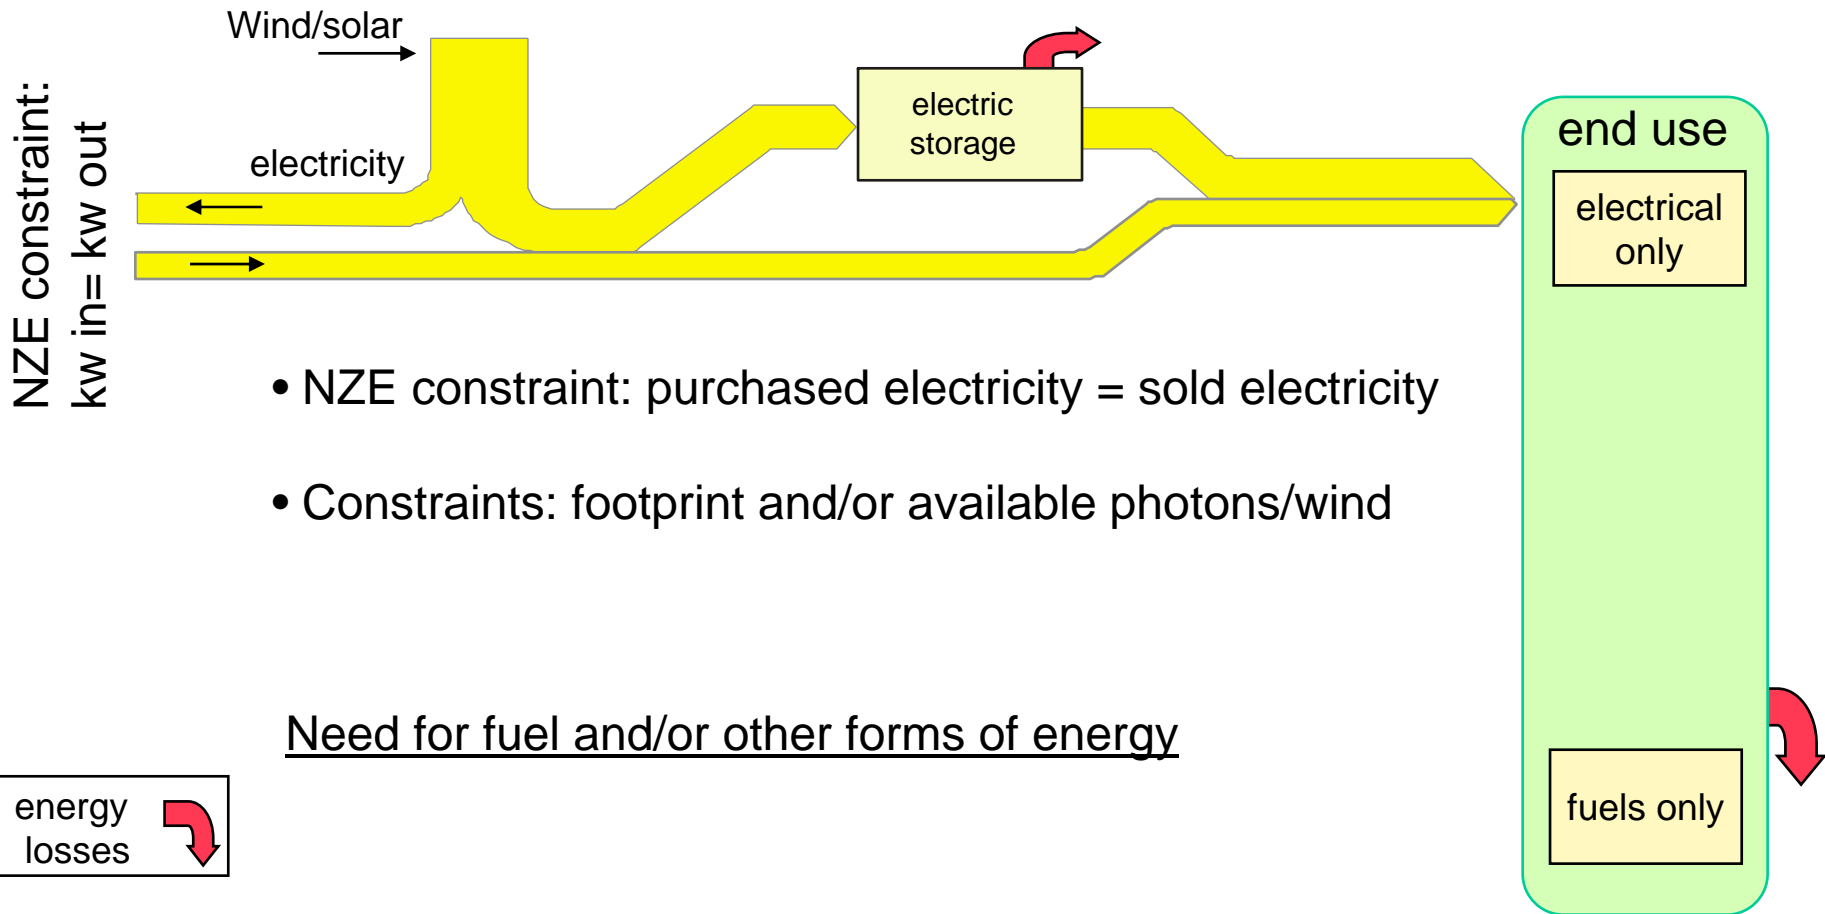 Wind/solar
NZE constraint:
kw in= kw out
electricity
electric
storage
end use
electrical
only
• NZE constraint: purchased electricity = sold electricity
• Constraints: footprint and/or available photons/wind
Need for fuel and/or other forms of energy
fuels only
energy
losses